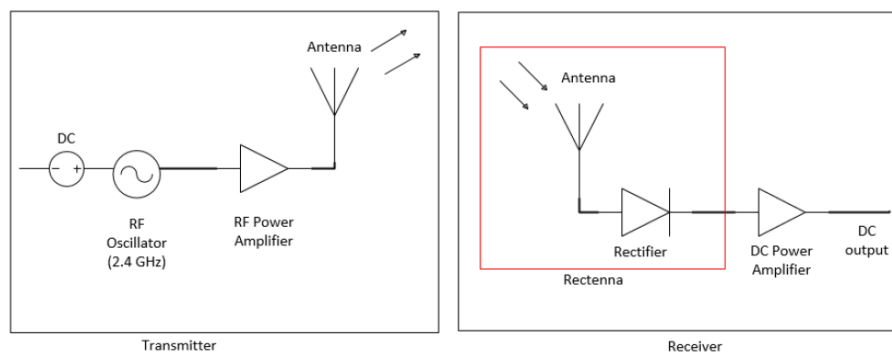 Antenna
DC
− +
RF
Oscillator
(2.4 GHz)
RF Power
Amplifier
Transmitter
Antenna
Rectifier
Rectenna
DC Power
Amplifier
DC
output
Receiver